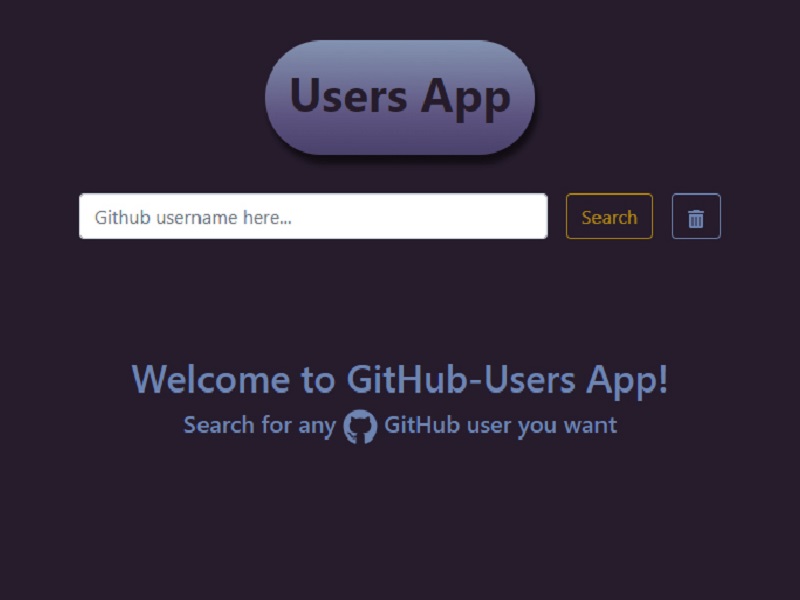 Users App
Github username here...
Search
Welcome to GitHub-Users App!
Search for any GitHub user you want